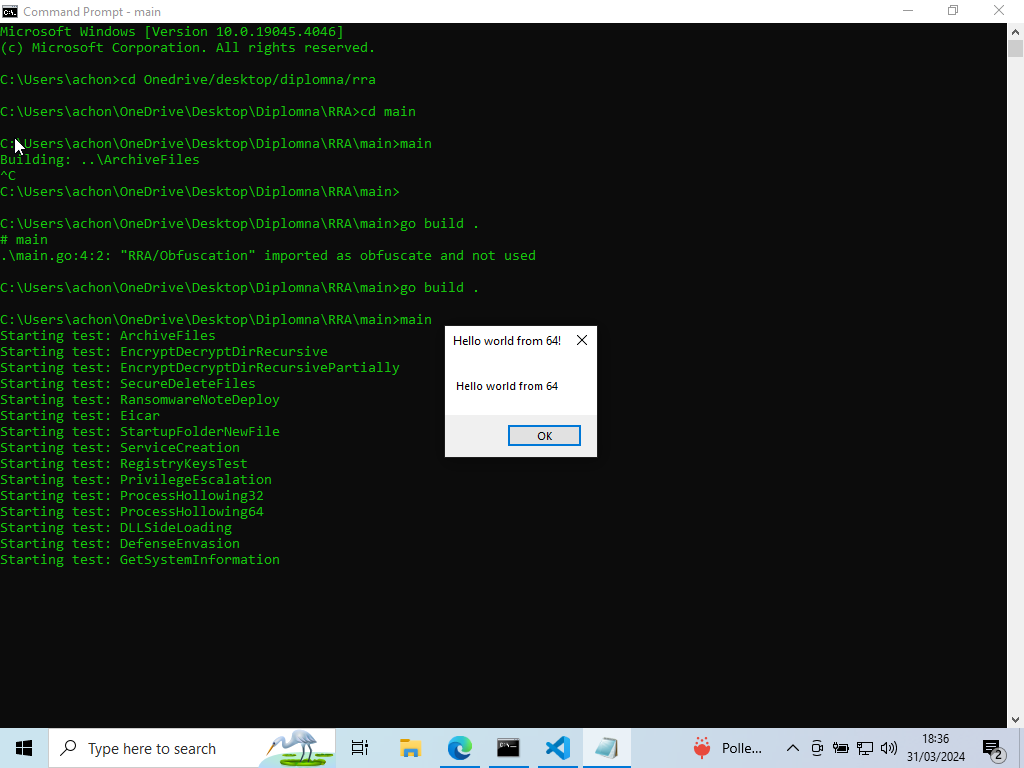 Command Prompt - main
Microsoft Windows [Version 10.0.19045.4046]
(c) Microsoft Corporation. All rights reserved.
C:\Users\achon>cd Onedrive/desktop/diplomna/rra
C:\Users\achon\OneDrive\Desktop\Diplomna\RRA>cd main
C:\Users\achon\OneDrive\Desktop\Diplomna\RRA\main>main
Building: ..\ArchiveFiles
^C
C:\Users\achon\OneDrive\Desktop\Diplomna\RRA\main>
C:\Users\achon\OneDrive\Desktop\Diplomna\RRA\main>go build .
# main
.\main.go:4:2: "RRA/Obfuscation" imported as obfuscate and not used
C:\Users\achon\OneDrive\Desktop\Diplomna\RRA\main>go build .
C:\Users\achon\OneDrive\Desktop\Diplomna\RRA\main>main
Starting test: ArchiveFiles
Starting test: EncryptDecryptDirRecursive
Starting test: EncryptDecryptDirRecursivePartially
Starting test: SecureDeleteFiles
Starting test: RansomwareNoteDeploy
Starting test: Eicar
Starting test: StartupFolderNewFile
Starting test: ServiceCreation
Starting test: RegistryKeysTest
Starting test: PrivilegeEscalation
Starting test: ProcessHollowing32
Starting test: ProcessHollowing64
Starting test: DLLSideLoading
Starting test: DefenseEnvasion
Starting test: GetSystemInformation
Hello world from 64!
Hello world from 64
OK
Type here to search
Polle...
18:36
31/03/2024
2